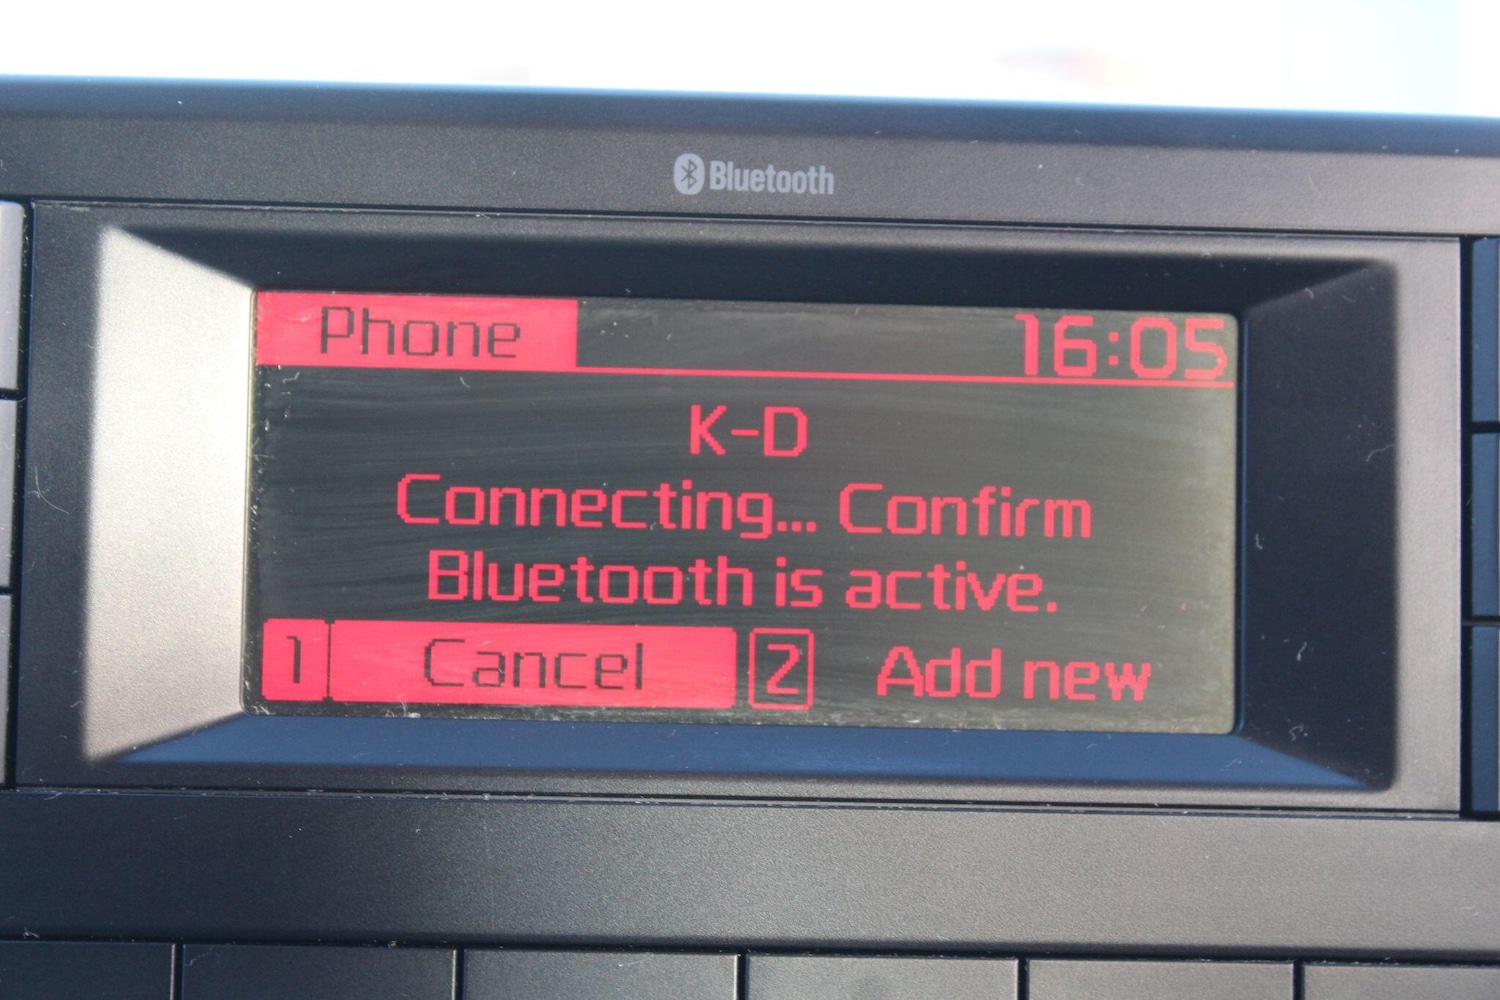 Bluetooth
Phone 16:05
K-D
Connecting... Confirm
Bluetooth is active.
1 Cancel 2 Add new